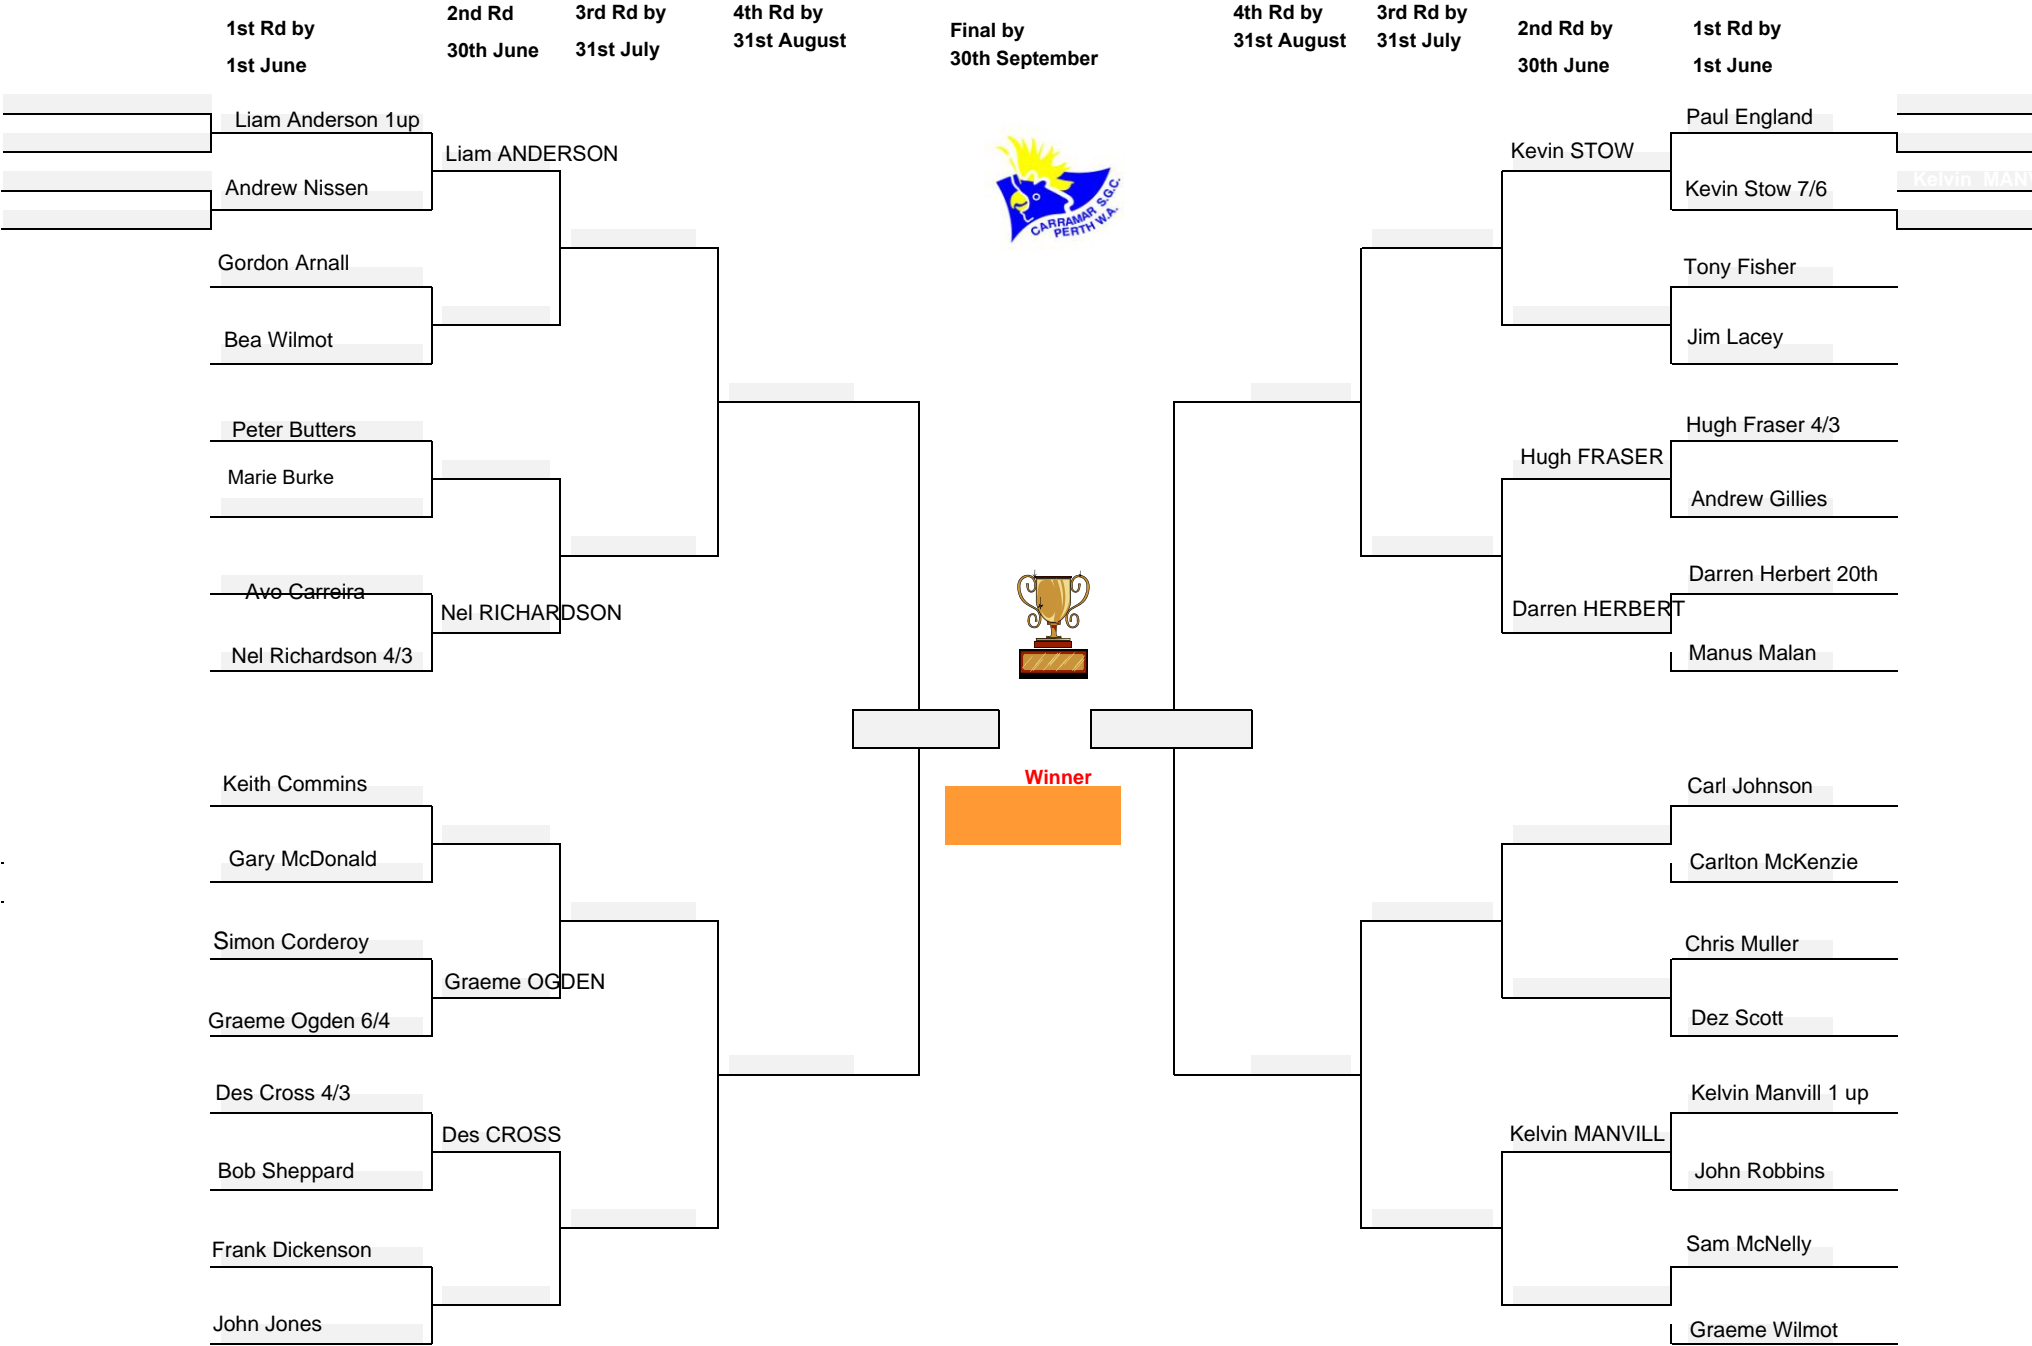 1st Rd by
1st June
2nd Rd
30th June
3rd Rd by
31st July
4th Rd by
31st August
Final by
30th September
4th Rd by
31st August
3rd Rd by
31st July
2nd Rd by
30th June
1st Rd by
1st June
Liam Anderson 1up
Andrew Nissen
Gordon Arnall
Bea Wilmot
Peter Butters
Marie Burke
Avo Carreira
Nel Richardson 4/3
Keith Commins
Gary McDonald
Simon Corderoy
Graeme Ogden 6/4
Des Cross 4/3
Bob Sheppard
Frank Dickenson
John Jones
Liam ANDERSON
Nel RICHARDSON
Graeme OGDEN
Des CROSS
CARRAMAR S.G.C.
PERTH W.A.
Winner
Kevin STOW
Hugh FRASER
Darren HERBERT
Kelvin MANVILL
Paul England
Kevin Stow 7/6
Tony Fisher
Jim Lacey
Hugh Fraser 4/3
Andrew Gillies
Darren Herbert 20th
Manus Malan
Carl Johnson
Carlton McKenzie
Chris Muller
Dez Scott
Kelvin Manvill 1 up
John Robbins
Sam McNelly
Graeme Wilmot
Kelvin MAN